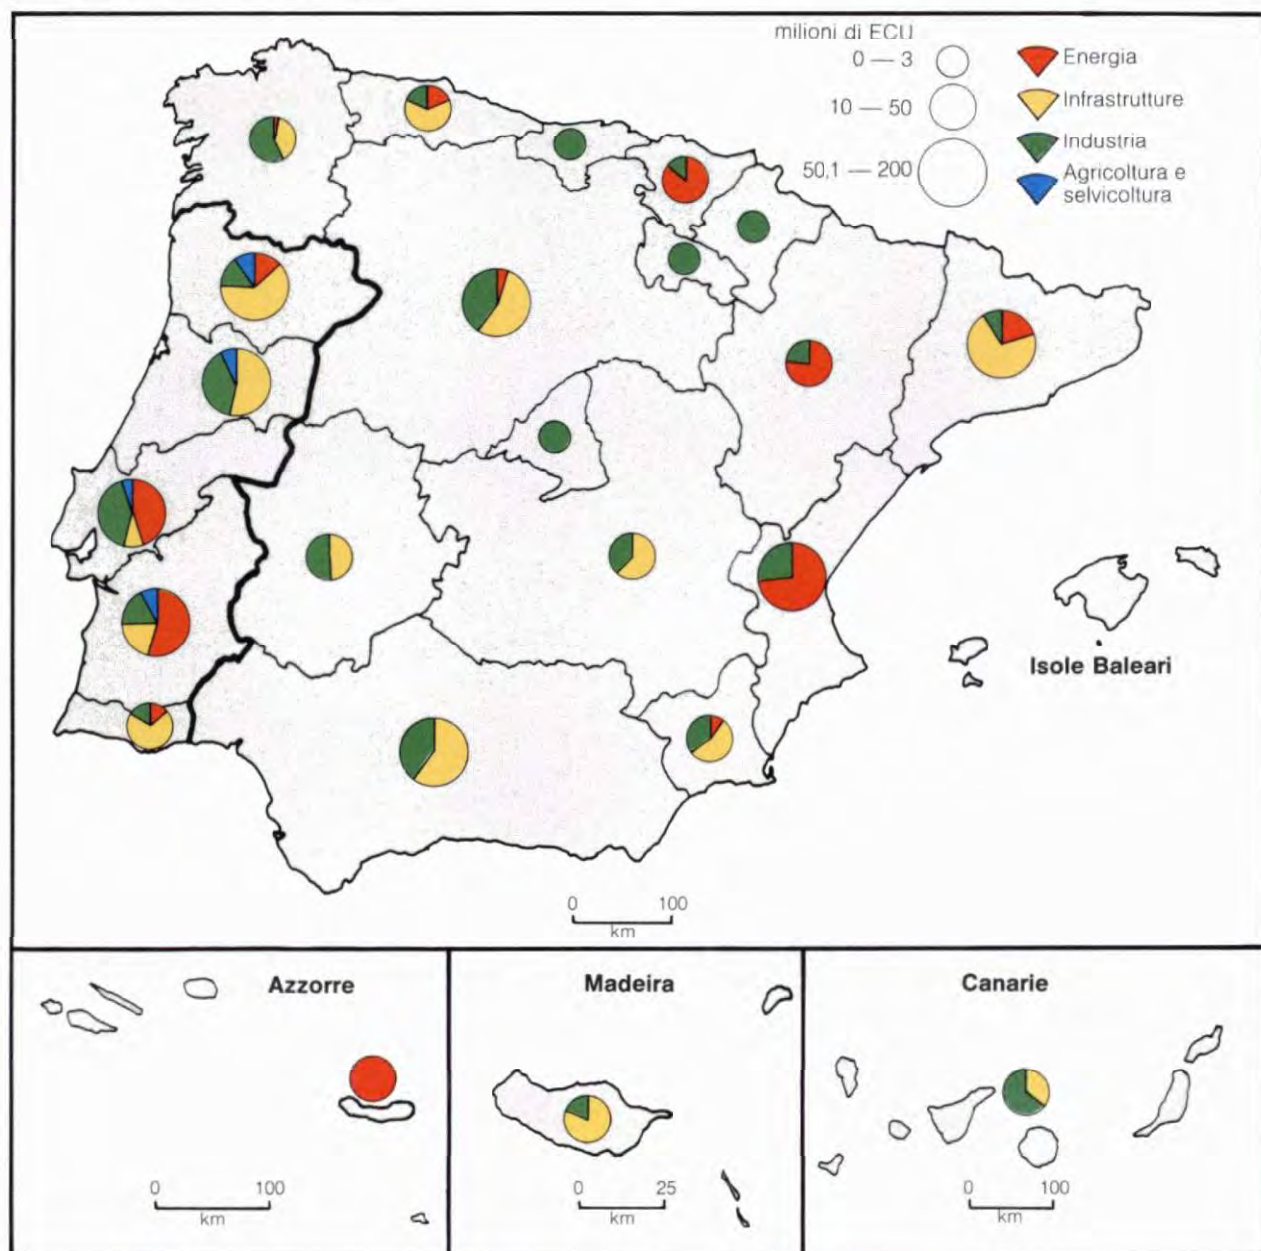 milioni di ECU
0 — 3
10 — 50
50,1 — 200
Energia
Infrastrutture
Industria
Agricoltura e
selvicoltura
Isole Baleari
0 100
km
Azzorre
0 100
km
Madeira
0 25
km
Canarie
0 100
km